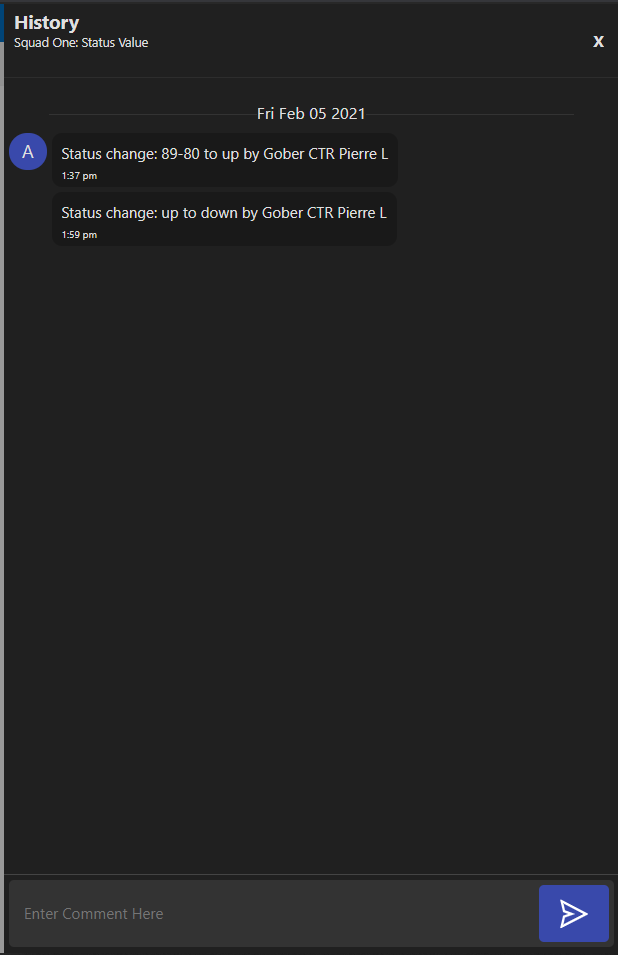 History
Squad One: Status Value
X
Fri Feb 05 2021
A
Status change: 89-80 to up by Gober CTR Pierre L
1:37 pm
Status change: up to down by Gober CTR Pierre L
1:59 pm
Enter Comment Here